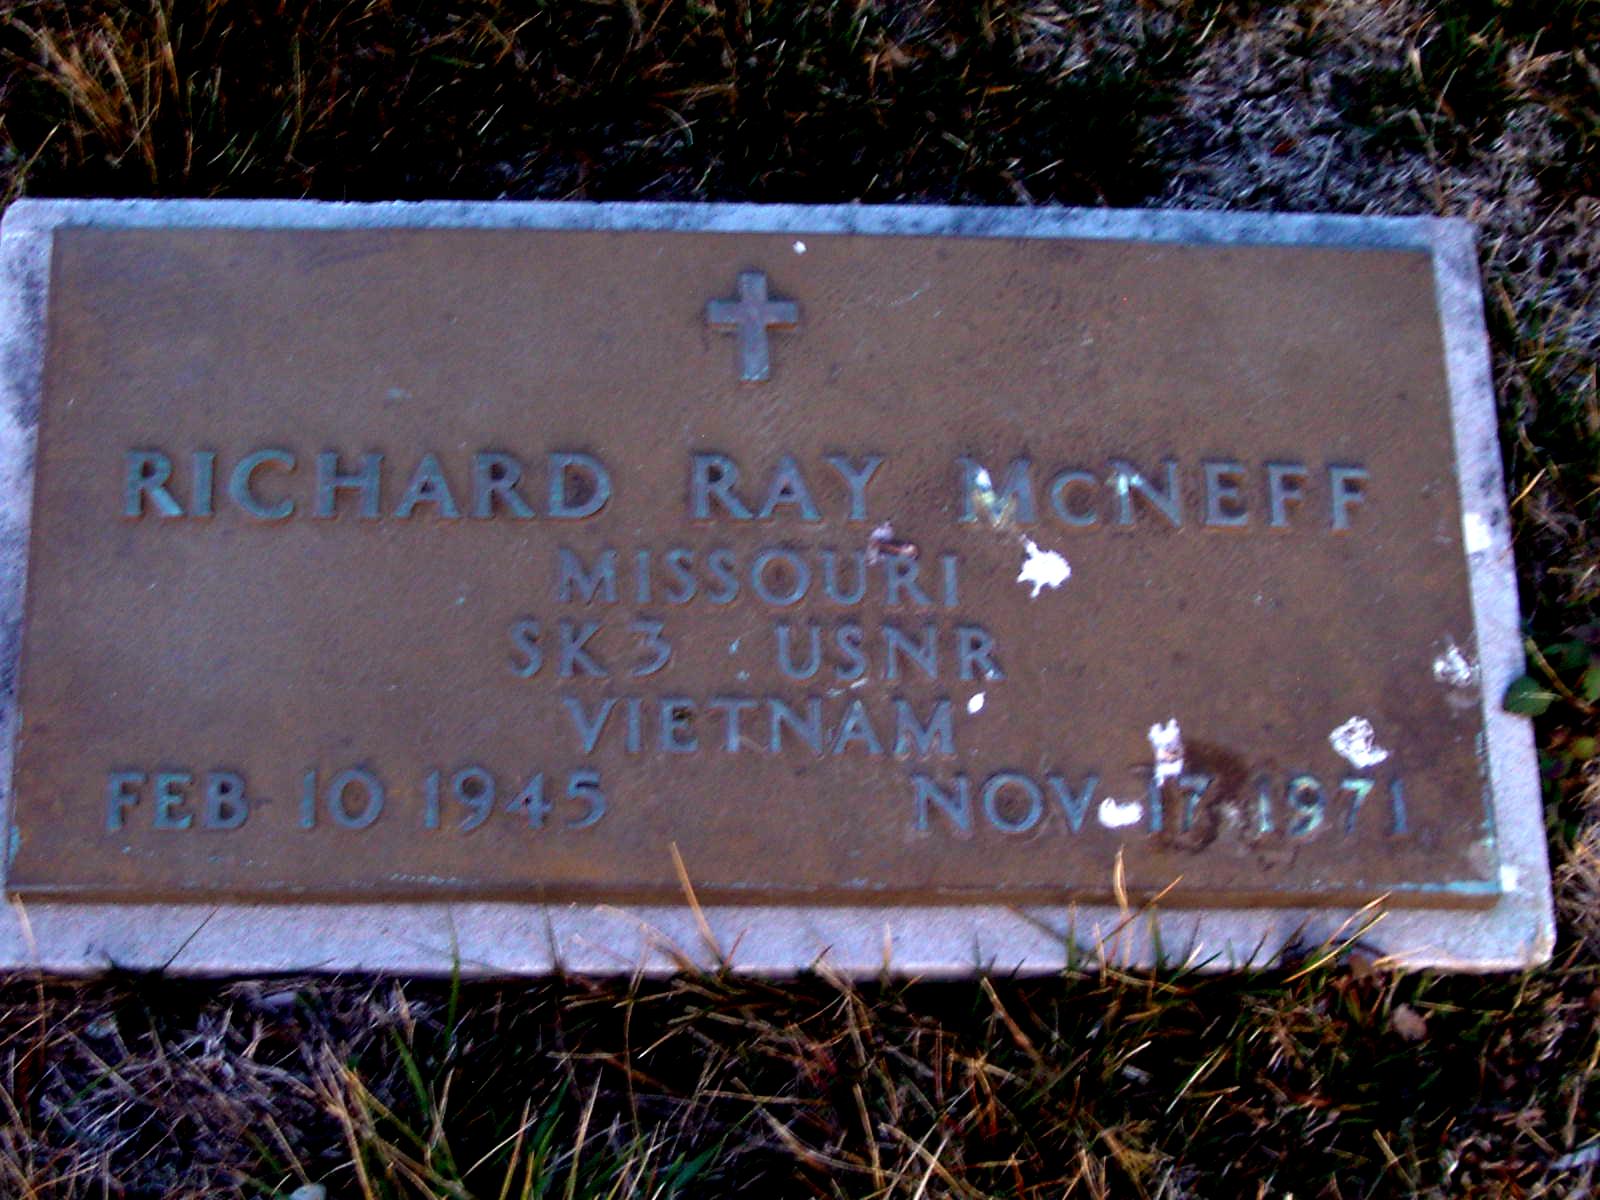 RICHARD RAY McNEFF
MISSOURI
SK3 USNR
VIETNAM
FEB 10 1945 NOV 17 1971